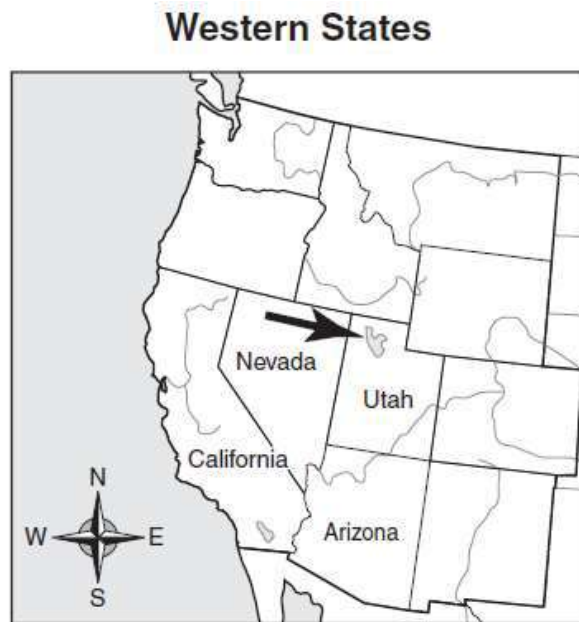 Western States
Nevada
Utah
California
Arizona
N
W E
S